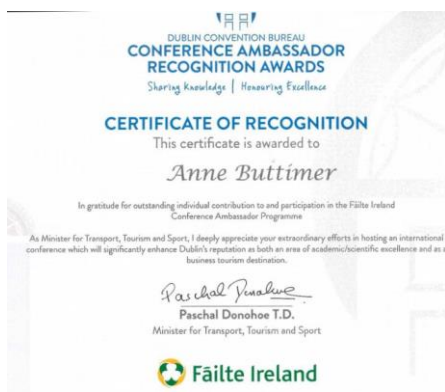 DUBLIN CONVENTION BUREAU
CONFERENCE AMBASSADOR
RECOGNITION AWARDS
Sharing Knowledge | Honouring Excellence
CERTIFICATE OF RECOGNITION
This certificate is awarded to
Anne Buttimer
In gratitude for outstanding individual contribution to and participation in the Fáilte Ireland
Conference Ambassador Programme
As Minister for Transport, Tourism and Sport, I deeply appreciate your extraordinary efforts in hosting an international
conference which will significantly enhance Dublin's reputation as both an area of academic/scientific excellence and as a
business tourism destination.
Paschal Donohoe
Paschal Donohoe T.D.
Minister for Transport, Tourism and Sport
Fáilte Ireland